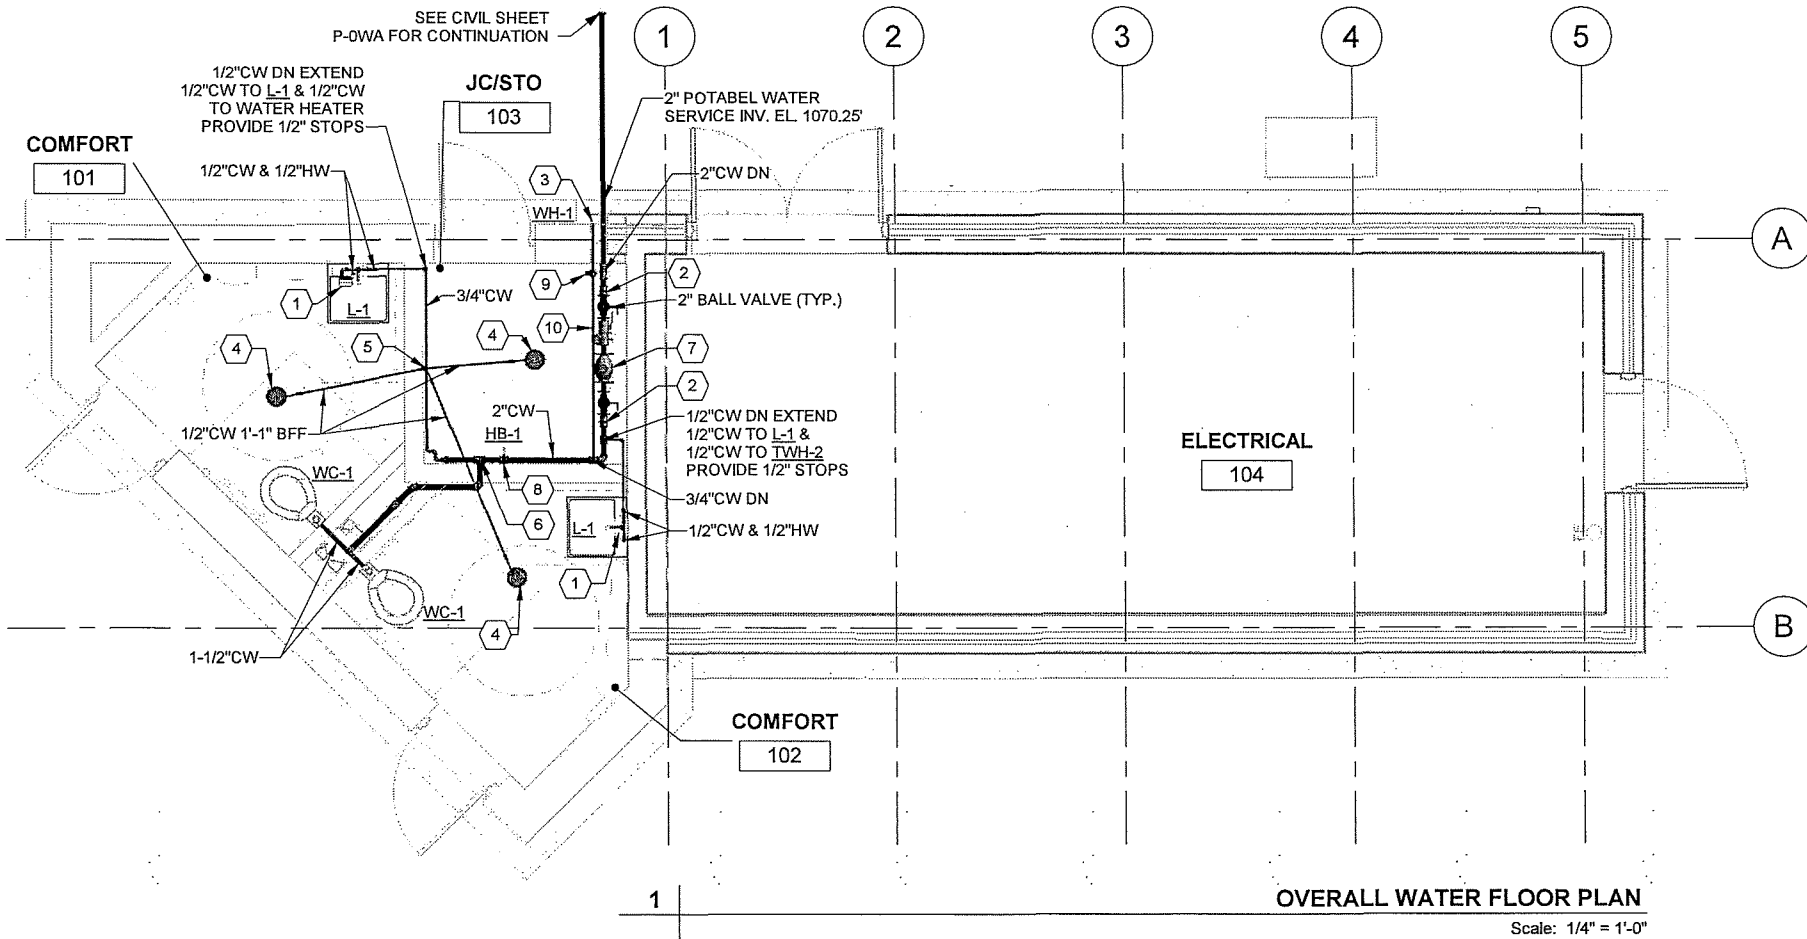 SEE CIVIL SHEET
P-0WA FOR CONTINUATION
1
2
3
4
5
1/2"CW DN EXTEND
1/2"CW TO L-1 & 1/2"CW
TO WATER HEATER
PROVIDE 1/2" STOPS
JC/STO
103
2" POTABEL WATER
SERVICE INV. EL. 1070.25'
COMFORT
101
1/2"CW & 1/2"HW
3
2"CW DN
WH-1
A
9
2
1
L-1
3/4"CW
2" BALL VALVE (TYP.)
10
4
5
4
7
2
1/2"CW 1'-1" BFF
2"CW
HB-1
1/2"CW DN EXTEND
1/2"CW TO L-1 &
1/2"CW TO TWH-2
PROVIDE 1/2" STOPS
ELECTRICAL
104
WC-1
8
3/4"CW DN
6
L-1
1/2"CW & 1/2"HW
1
WC-1
4
B
1-1/2"CW
COMFORT
102
1
OVERALL WATER FLOOR PLAN
Scale: 1/4" = 1'-0"